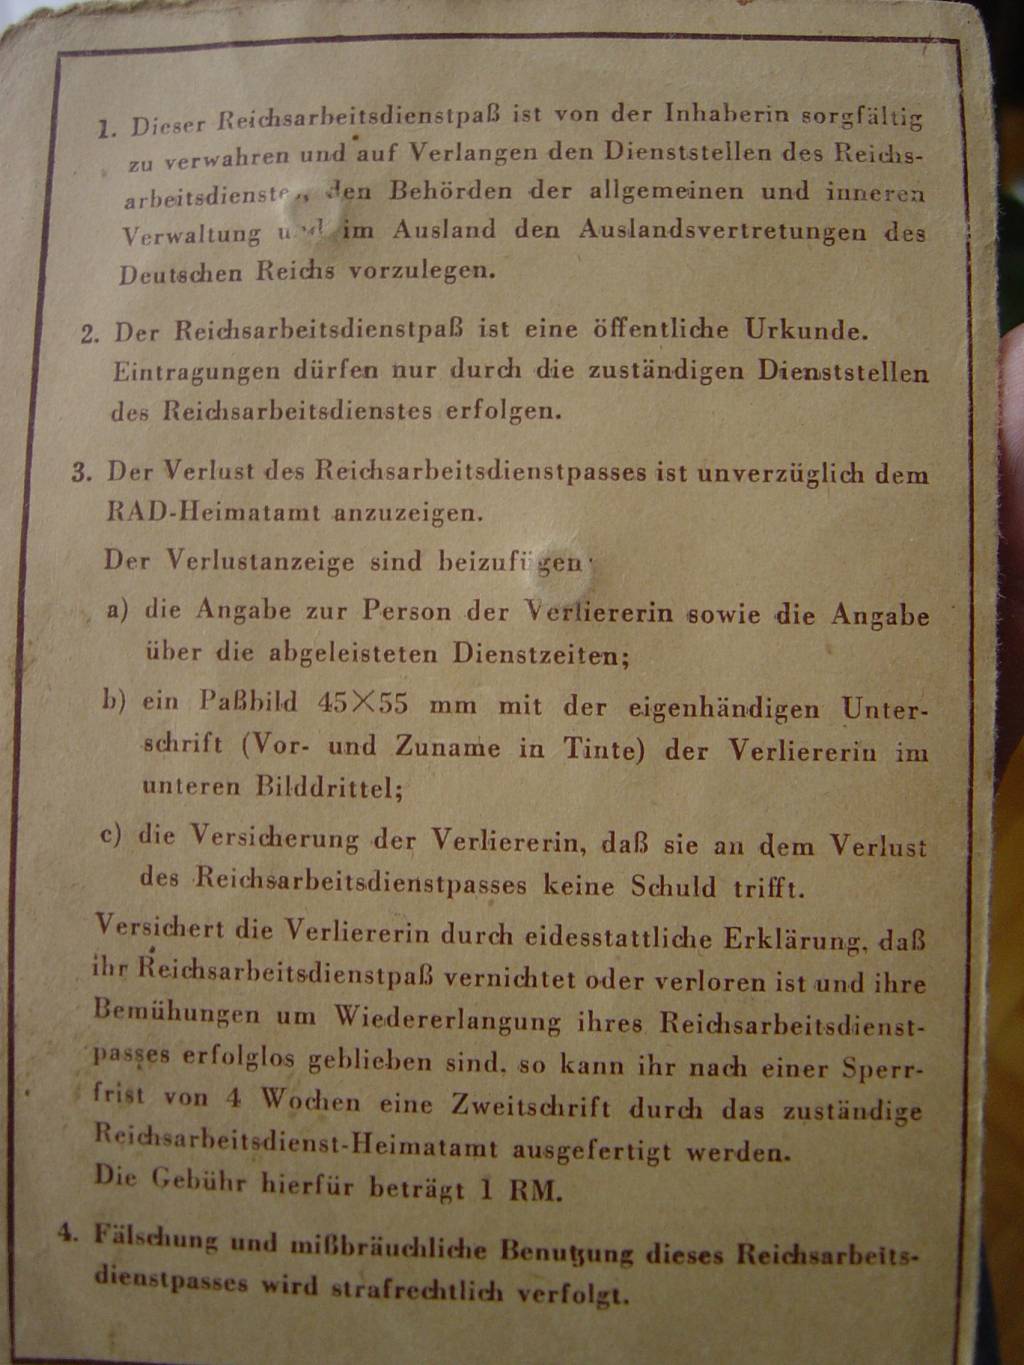 1. Dieser Reichsarbeitsdienstpaß ist von der Inhaberin sorgfältig
zu verwahren und auf Verlangen den Dienststellen des Reichs-
arbeitsdienstes, den Behörden der allgemeinen und inneren
Verwaltung und im Ausland den Auslandsvertretungen des
Deutschen Reichs vorzulegen.
2. Der Reichsarbeitsdienstpaß ist eine öffentliche Urkunde.
Eintragungen dürfen nur durch die zuständigen Dienststellen
des Reichsarbeitsdienstes erfolgen.
3. Der Verlust des Reichsarbeitsdienstpasses ist unverzüglich dem
RAD-Heimatamt anzuzeigen.
Der Verlustanzeige sind beizufügen:
a) die Angabe zur Person der Verliererin sowie die Angabe
über die abgeleisteten Dienstzeiten;
b) ein Paßbild 45×55 mm mit der eigenhändigen Unter-
schrift (Vor- und Zuname in Tinte) der Verliererin im
unteren Bilddrittel;
c) die Versicherung der Verliererin, daß sie an dem Verlust
des Reichsarbeitsdienstpasses keine Schuld trifft.
Versichert die Verliererin durch eidesstattliche Erklärung, daß
ihr Reichsarbeitsdienstpaß vernichtet oder verloren ist und ihre
Bemühungen um Wiedererlangung ihres Reichsarbeitsdienst-
passes erfolglos geblieben sind, so kann ihr nach einer Sperr-
frist von 4 Wochen eine Zweitschrift durch das zuständige
Reichsarbeitsdienst-Heimatamt ausgefertigt werden.
Die Gebühr hierfür beträgt 1 RM.
4. Fälschung und mißbräuchliche Benutzung dieses Reichsarbeits-
dienstpasses wird strafrechtlich verfolgt.